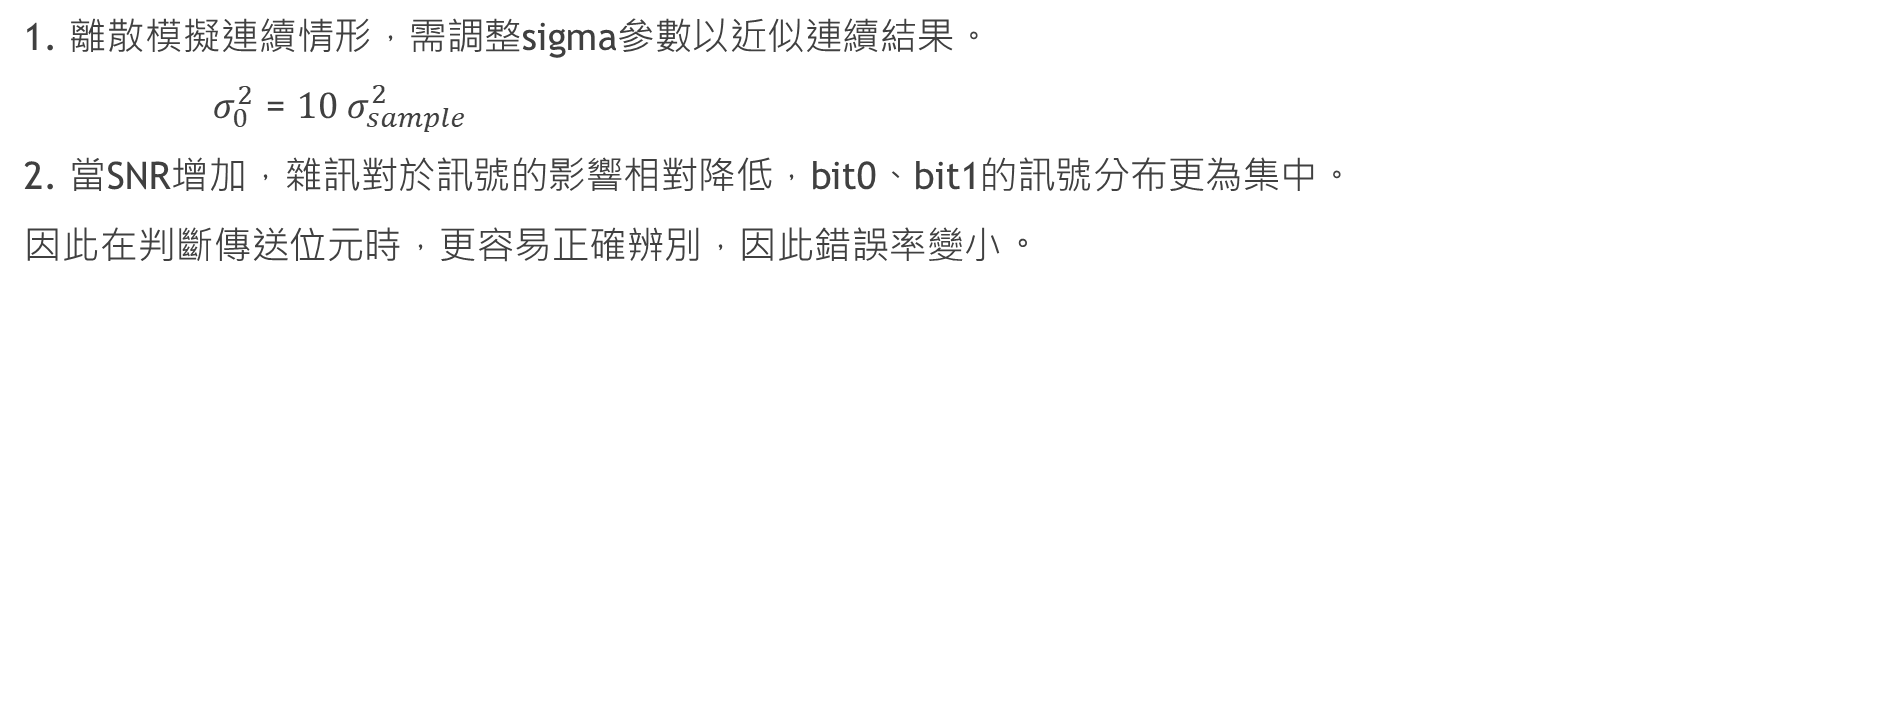 1. 離散模擬連續情形，需調整sigma參數以近似連續結果。
σ₀² = 10 σ²ₛₐₘₚₗₑ
2. 當SNR增加，雜訊對於訊號的影響相對降低，bit0、bit1的訊號分布更為集中。
因此在判斷傳送位元時，更容易正確辨別，因此錯誤率變小。